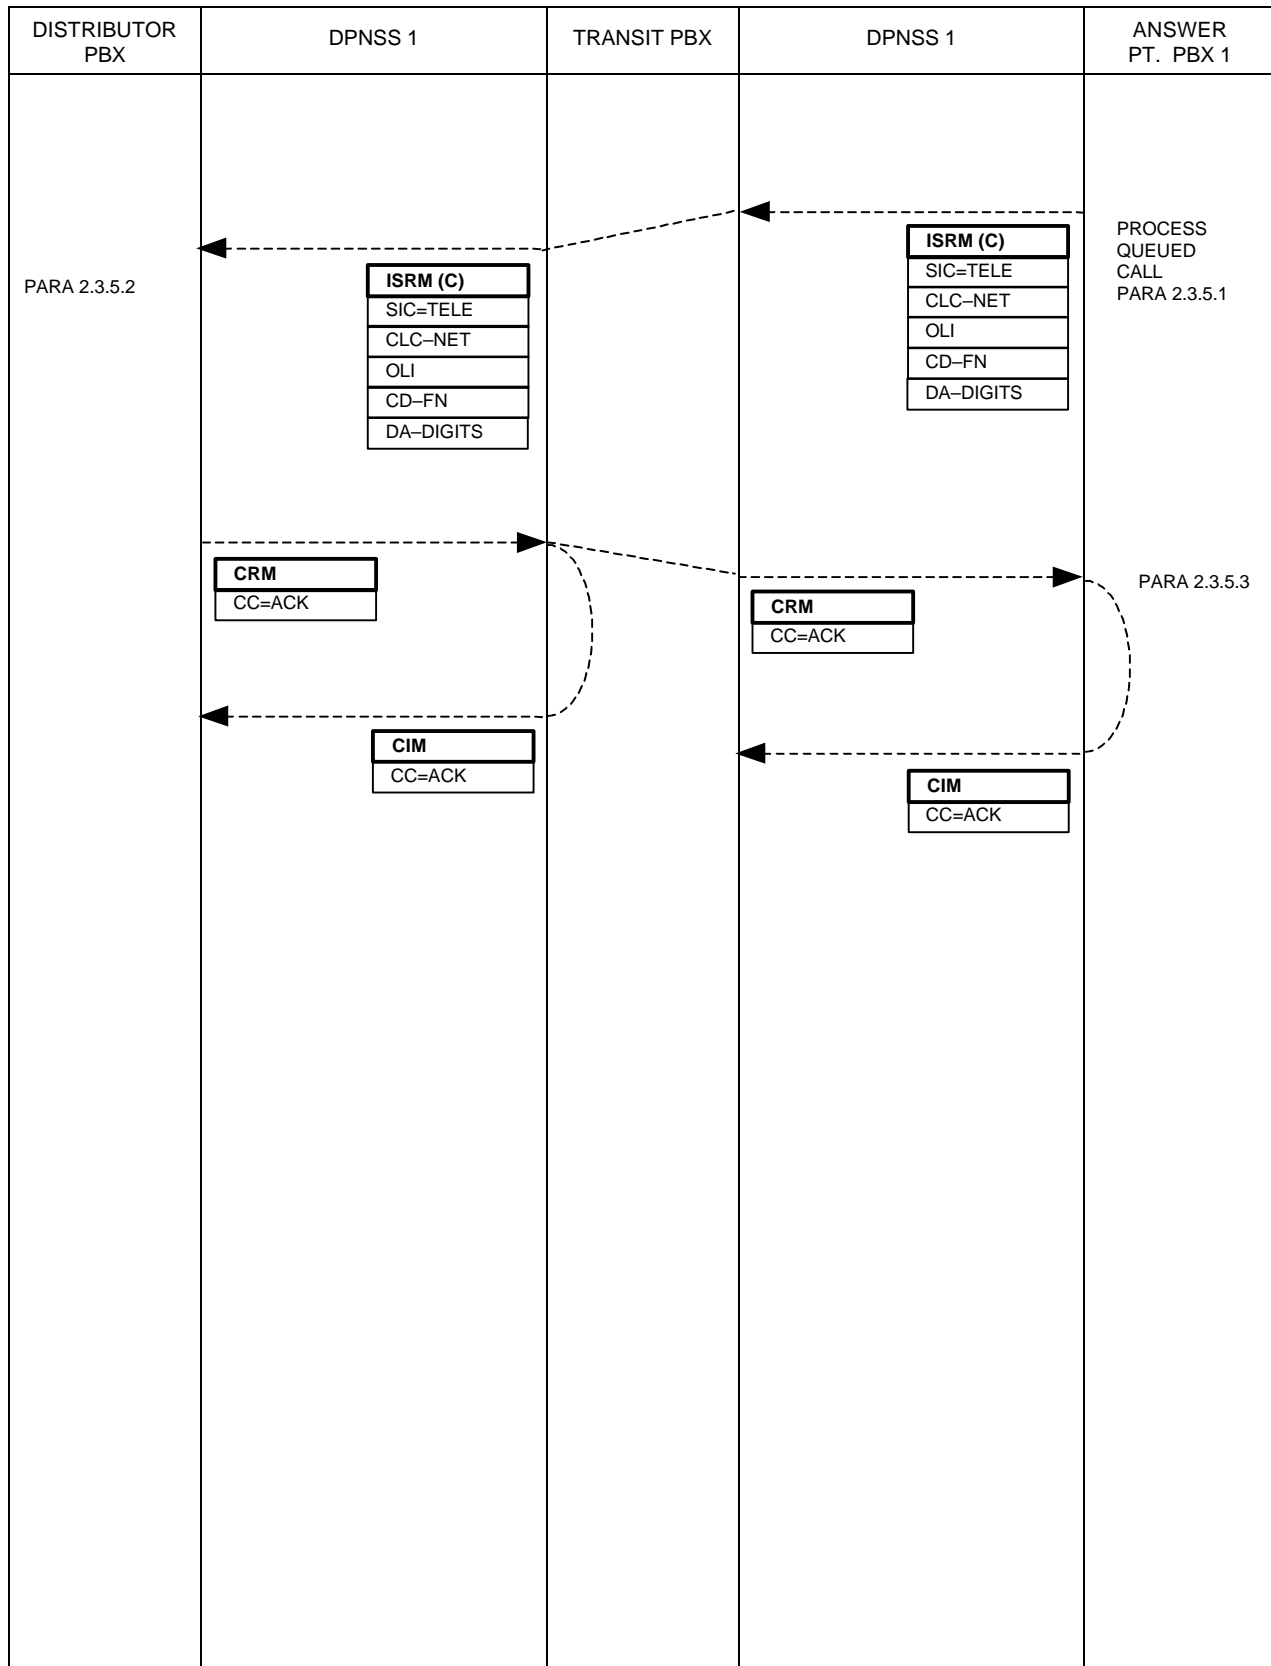 DISTRIBUTOR
PBX
DPNSS 1
TRANSIT PBX
DPNSS 1
ANSWER
PT. PBX 1
PROCESS
QUEUED
CALL
PARA 2.3.5.1
ISRM (C)
SIC=TELE
CLC–NET
OLI
CD–FN
DA–DIGITS
PARA 2.3.5.2
ISRM (C)
SIC=TELE
CLC–NET
OLI
CD–FN
DA–DIGITS
CRM
CC=ACK
CRM
CC=ACK
PARA 2.3.5.3
CIM
CC=ACK
CIM
CC=ACK